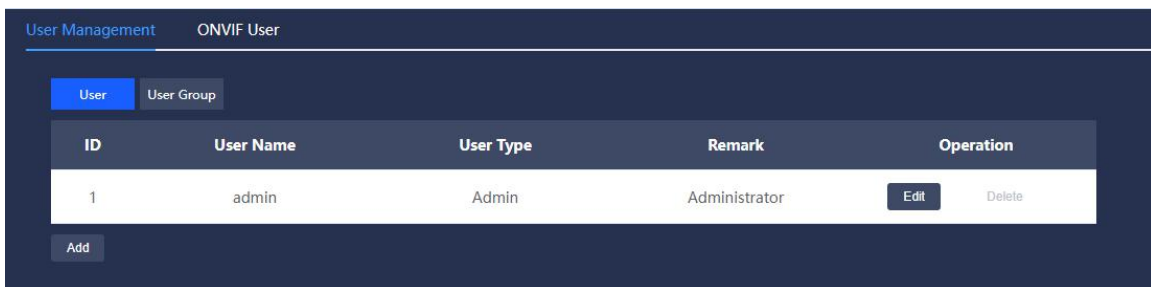 User Management ONVIF User
User User Group
ID User Name User Type Remark Operation
1 admin Admin Administrator Edit Delete
Add